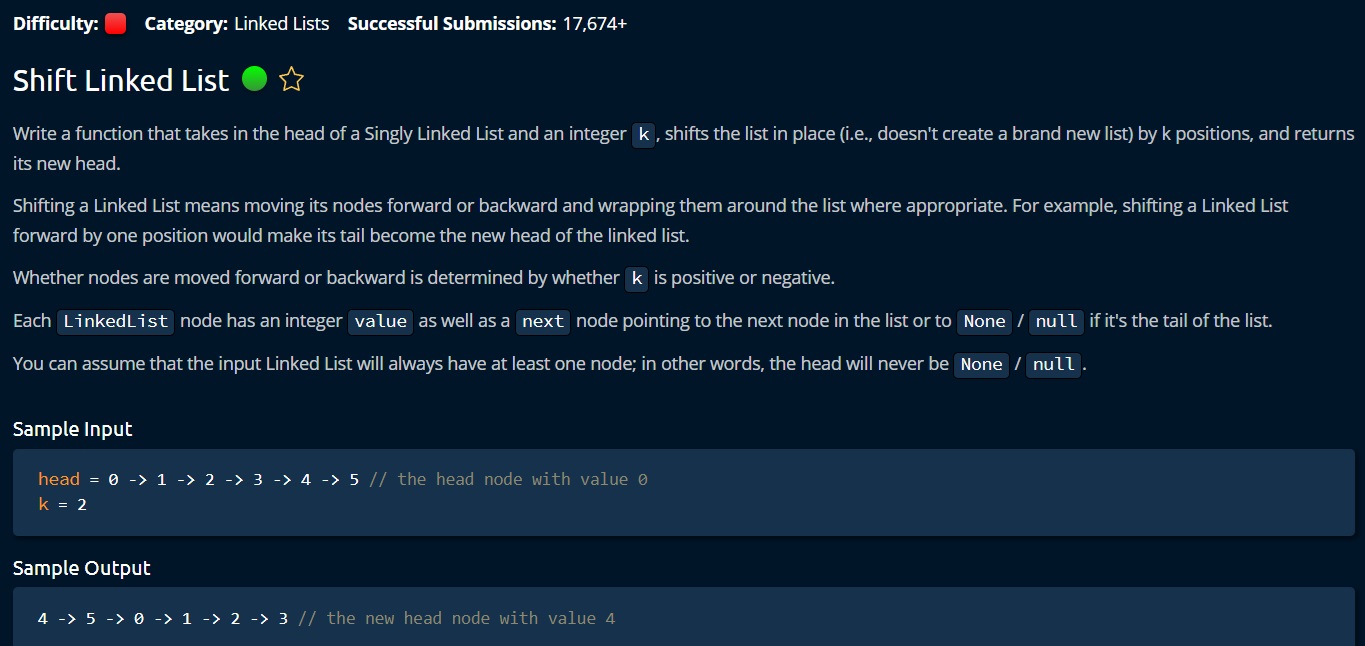 Difficulty: Category: Linked Lists Successful Submissions: 17,674+
Shift Linked List
Write a function that takes in the head of a Singly Linked List and an integer k, shifts the list in place (i.e., doesn't create a brand new list) by k positions, and returns
its new head.
Shifting a Linked List means moving its nodes forward or backward and wrapping them around the list where appropriate. For example, shifting a Linked List
forward by one position would make its tail become the new head of the linked list.
Whether nodes are moved forward or backward is determined by whether k is positive or negative.
Each LinkedList node has an integer value as well as a next node pointing to the next node in the list or to None / null if it's the tail of the list.
You can assume that the input Linked List will always have at least one node; in other words, the head will never be None / null.
Sample Input
head = 0 -> 1 -> 2 -> 3 -> 4 -> 5 // the head node with value 0
k = 2
Sample Output
4 -> 5 -> 0 -> 1 -> 2 -> 3 // the new head node with value 4